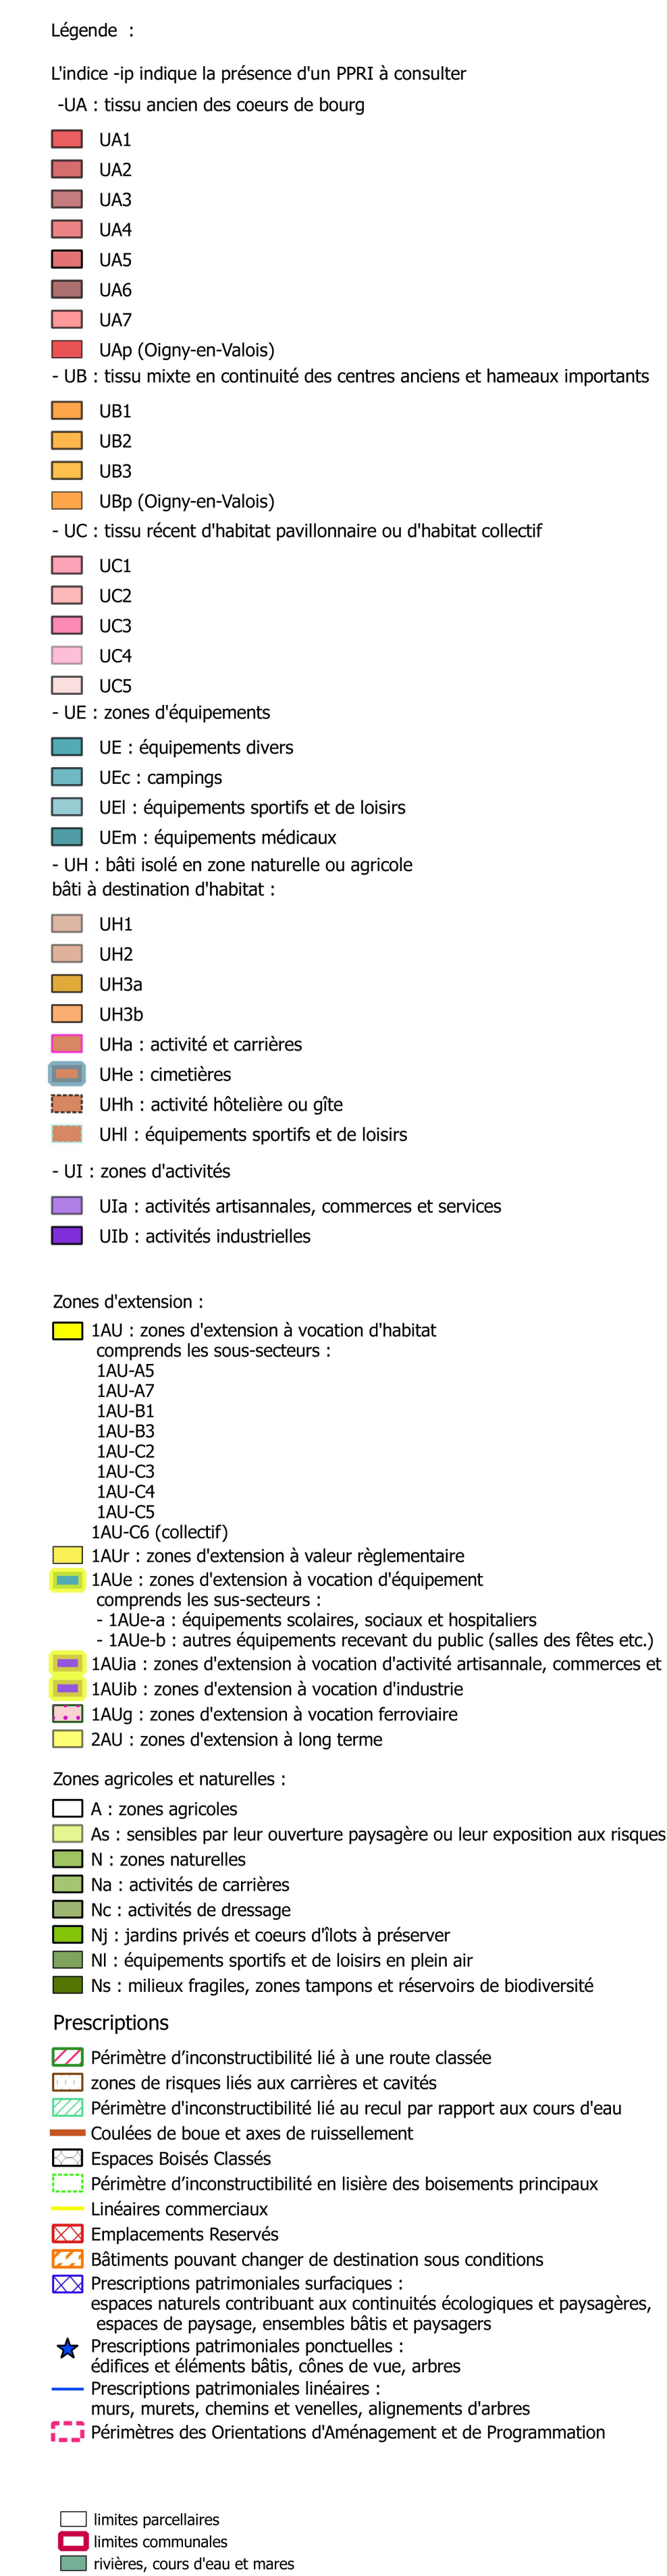 Légende :
L'indice -ip indique la présence d'un PPRI à consulter
-UA : tissu ancien des coeurs de bourg
UA1
UA2
UA3
UA4
UA5
UA6
UA7
UAp (Oigny-en-Valois)
- UB : tissu mixte en continuité des centres anciens et hameaux importants
UB1
UB2
UB3
UBp (Oigny-en-Valois)
- UC : tissu récent d'habitat pavillonnaire ou d'habitat collectif
UC1
UC2
UC3
UC4
UC5
- UE : zones d'équipements
UE : équipements divers
UEc : campings
UEl : équipements sportifs et de loisirs
UEm : équipements médicaux
- UH : bâti isolé en zone naturelle ou agricole
bâti à destination d'habitat :
UH1
UH2
UH3a
UH3b
UHa : activité et carrières
UHe : cimetières
UHh : activité hôtelière ou gîte
UHl : équipements sportifs et de loisirs
- UI : zones d'activités
UIa : activités artisannales, commerces et services
UIb : activités industrielles
Zones d'extension :
1AU : zones d'extension à vocation d'habitat
comprends les sous-secteurs :
1AU-A5
1AU-A7
1AU-B1
1AU-B3
1AU-C2
1AU-C3
1AU-C4
1AU-C5
1AU-C6 (collectif)
1AUr : zones d'extension à valeur règlementaire
1AUe : zones d'extension à vocation d'équipement
comprends les sus-secteurs :
- 1AUe-a : équipements scolaires, sociaux et hospitaliers
- 1AUe-b : autres équipements recevant du public (salles des fêtes etc.)
1AUia : zones d'extension à vocation d'activité artisannale, commerces et
1AUib : zones d'extension à vocation d'industrie
1AUg : zones d'extension à vocation ferroviaire
2AU : zones d'extension à long terme
Zones agricoles et naturelles :
A : zones agricoles
As : sensibles par leur ouverture paysagère ou leur exposition aux risques
N : zones naturelles
Na : activités de carrières
Nc : activités de dressage
Nj : jardins privés et coeurs d'îlots à préserver
Nl : équipements sportifs et de loisirs en plein air
Ns : milieux fragiles, zones tampons et réservoirs de biodiversité
Prescriptions
Périmètre d’inconstructibilité lié à une route classée
zones de risques liés aux carrières et cavités
Périmètre d'inconstructibilité lié au recul par rapport aux cours d'eau
Coulées de boue et axes de ruissellement
Espaces Boisés Classés
Périmètre d’inconstructibilité en lisière des boisements principaux
Linéaires commerciaux
Emplacements Reservés
Bâtiments pouvant changer de destination sous conditions
Prescriptions patrimoniales surfaciques :
espaces naturels contribuant aux continuités écologiques et paysagères,
espaces de paysage, ensembles bâtis et paysagers
Prescriptions patrimoniales ponctuelles :
édifices et éléments bâtis, cônes de vue, arbres
Prescriptions patrimoniales linéaires :
murs, murets, chemins et venelles, alignements d'arbres
Périmètres des Orientations d'Aménagement et de Programmation
limites parcellaires
limites communales
rivières, cours d'eau et mares